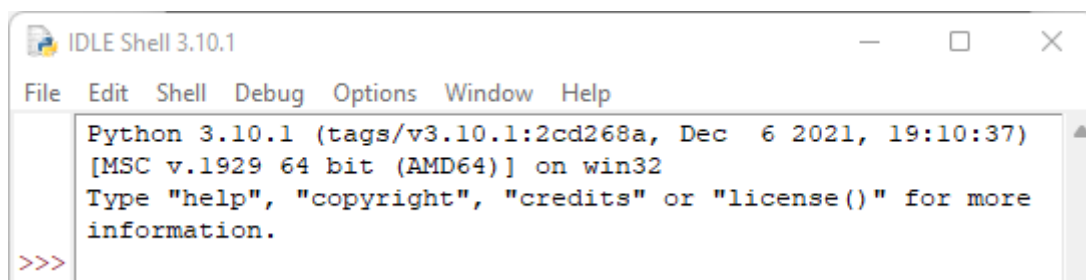 IDLE Shell 3.10.1
File Edit Shell Debug Options Window Help
Python 3.10.1 (tags/v3.10.1:2cd268a, Dec  6 2021, 19:10:37)
[MSC v.1929 64 bit (AMD64)] on win32
Type "help", "copyright", "credits" or "license()" for more
information.
>>>